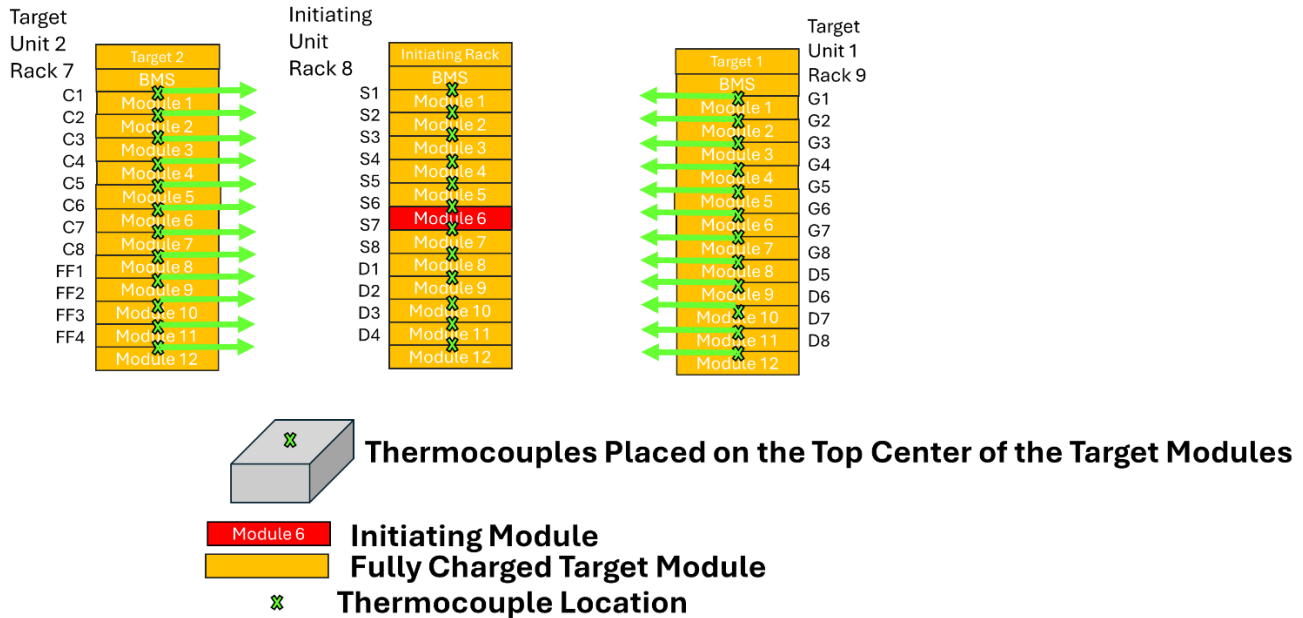 Target
Unit 2
Rack 7
Target 2
BMS
C1
Module 1
C2
Module 2
C3
Module 3
C4
Module 4
C5
Module 5
C6
Module 6
C7
Module 7
C8
Module 8
FF1
Module 9
FF2
Module 10
FF3
Module 11
FF4
Module 12
Initiating
Unit
Rack 8
Initiating Rack
BMS
S1
Module 1
S2
Module 2
S3
Module 3
S4
Module 4
S5
Module 5
S6
Module 6
S7
Module 7
S8
Module 8
D1
Module 9
D2
Module 10
D3
Module 11
D4
Module 12
Target
Unit 1
Rack 9
Target 1
BMS
G1
Module 1
G2
Module 2
G3
Module 3
G4
Module 4
G5
Module 5
G6
Module 6
G7
Module 7
G8
Module 8
D5
Module 9
D6
Module 10
D7
Module 11
D8
Module 12
Thermocouples Placed on the Top Center of the Target Modules
Module 6
Initiating Module
Fully Charged Target Module
Thermocouple Location